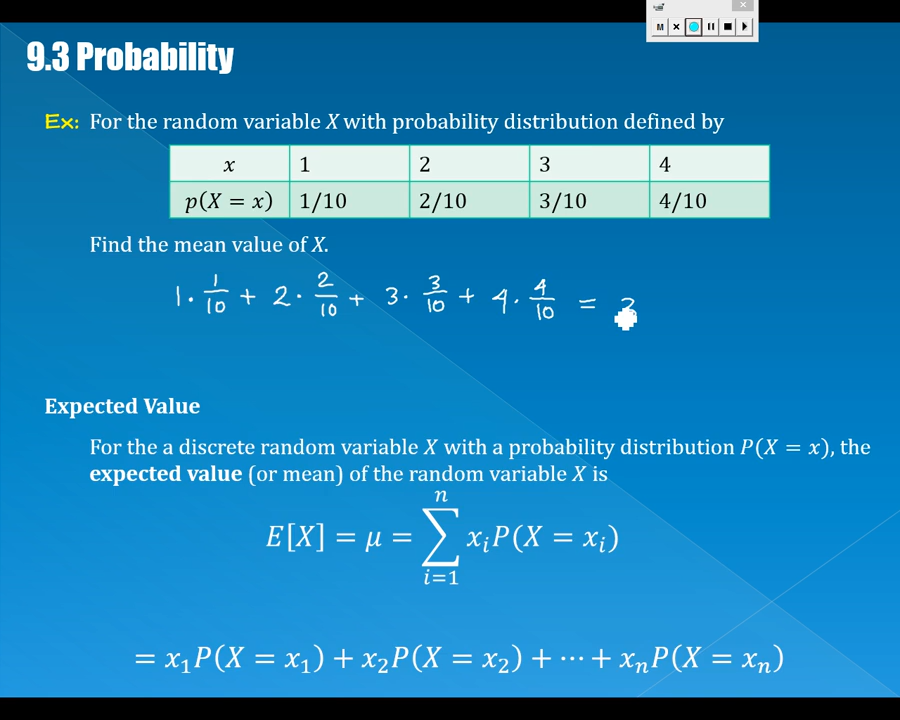 M
9.3 Probability
Ex: For the random variable X with probability distribution defined by
x 1 2 3 4
p(X = x) 1/10 2/10 3/10 4/10
Find the mean value of X.
1 · 1/10 + 2 · 2/10 + 3 · 3/10 + 4 · 4/10 =
Expected Value
For the a discrete random variable X with a probability distribution P(X = x), the
expected value (or mean) of the random variable X is
E[X] = μ = ∑ᵢ₌₁ⁿ xᵢP(X = xᵢ)
= x₁P(X = x₁) + x₂P(X = x₂) + ⋯ + xₙP(X = xₙ)